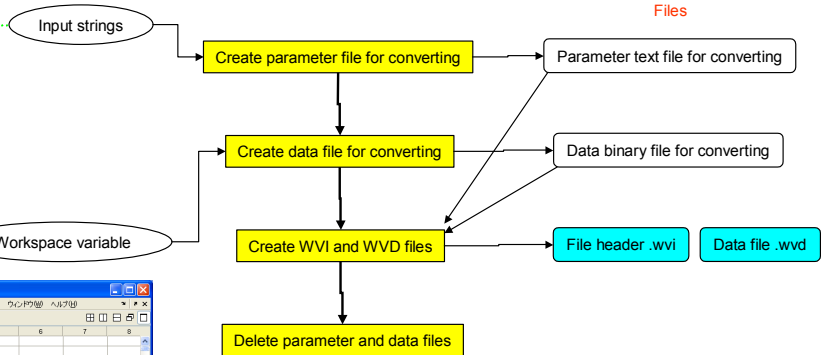 Files
Input strings
Create parameter file for converting
Parameter text file for converting
Create data file for converting
Data binary file for converting
Workspace variable
Create WVI and WVD files
File header .wvi
Data file .wvd
ウィンドウ(W) ヘルプ(H)
6 7 8
Delete parameter and data files